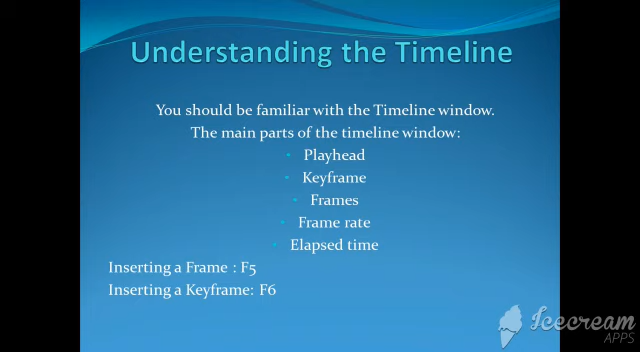 Understanding the Timeline
You should be familiar with the Timeline window.
The main parts of the timeline window:
• Playhead
• Keyframe
• Frames
• Frame rate
• Elapsed time
Inserting a Frame : F5
Inserting a Keyframe: F6
Icecream
APPS